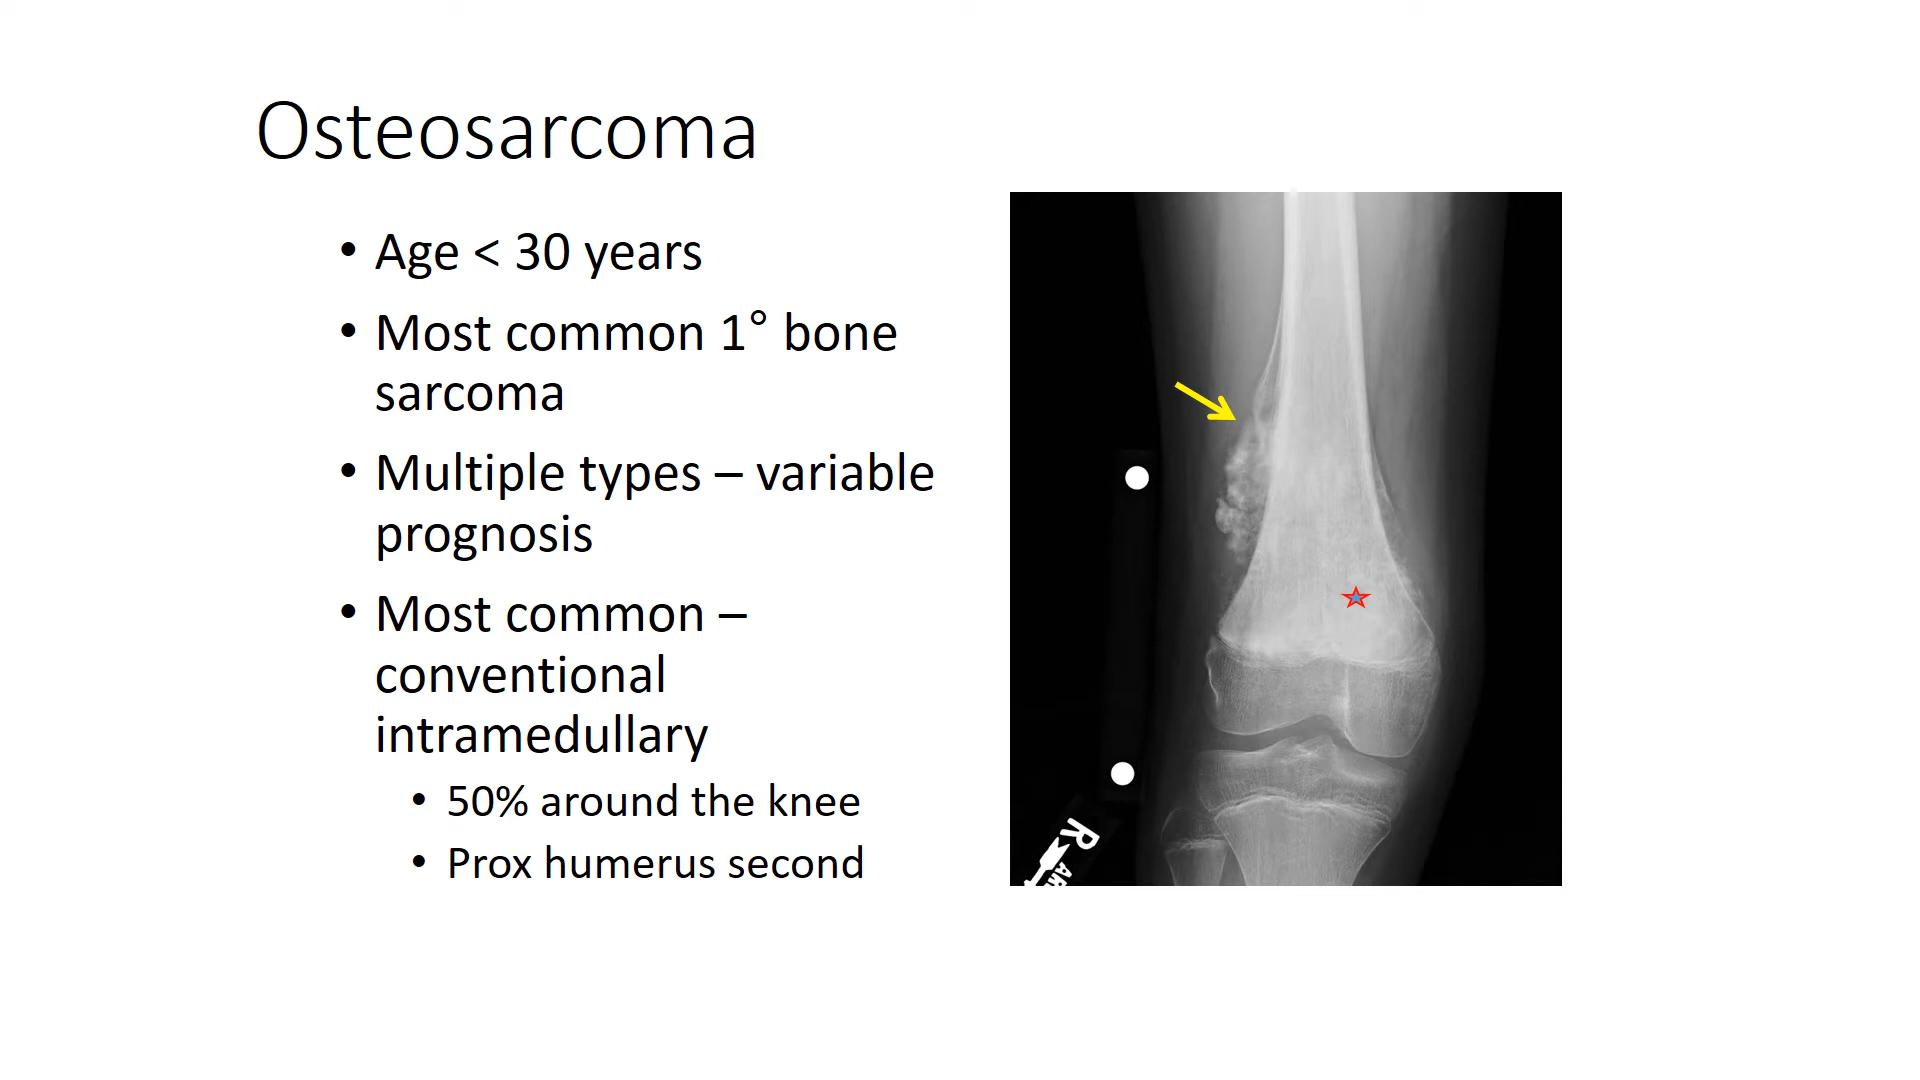 Osteosarcoma
• Age < 30 years
• Most common 1° bone
sarcoma
• Multiple types – variable
prognosis
• Most common –
conventional
intramedullary
• 50% around the knee
• Prox humerus second
R